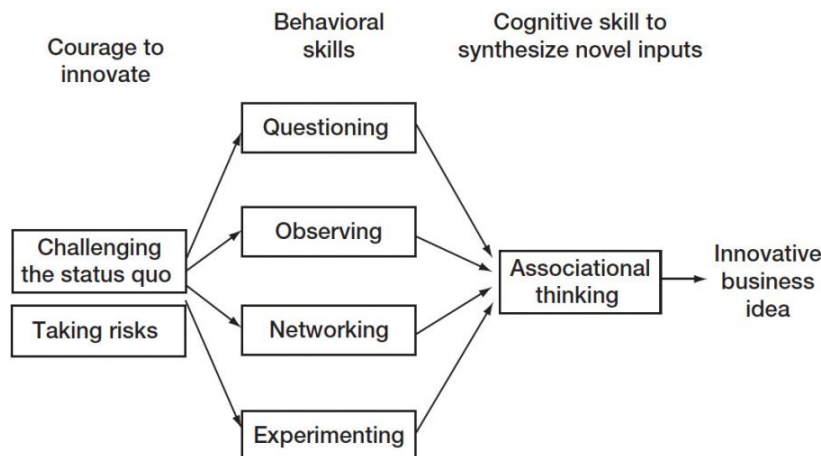 Courage to
innovate
Behavioral
skills
Cognitive skill to
synthesize novel inputs
Challenging
the status quo
Taking risks
Questioning
Observing
Networking
Experimenting
Associational
thinking
Innovative
business
idea